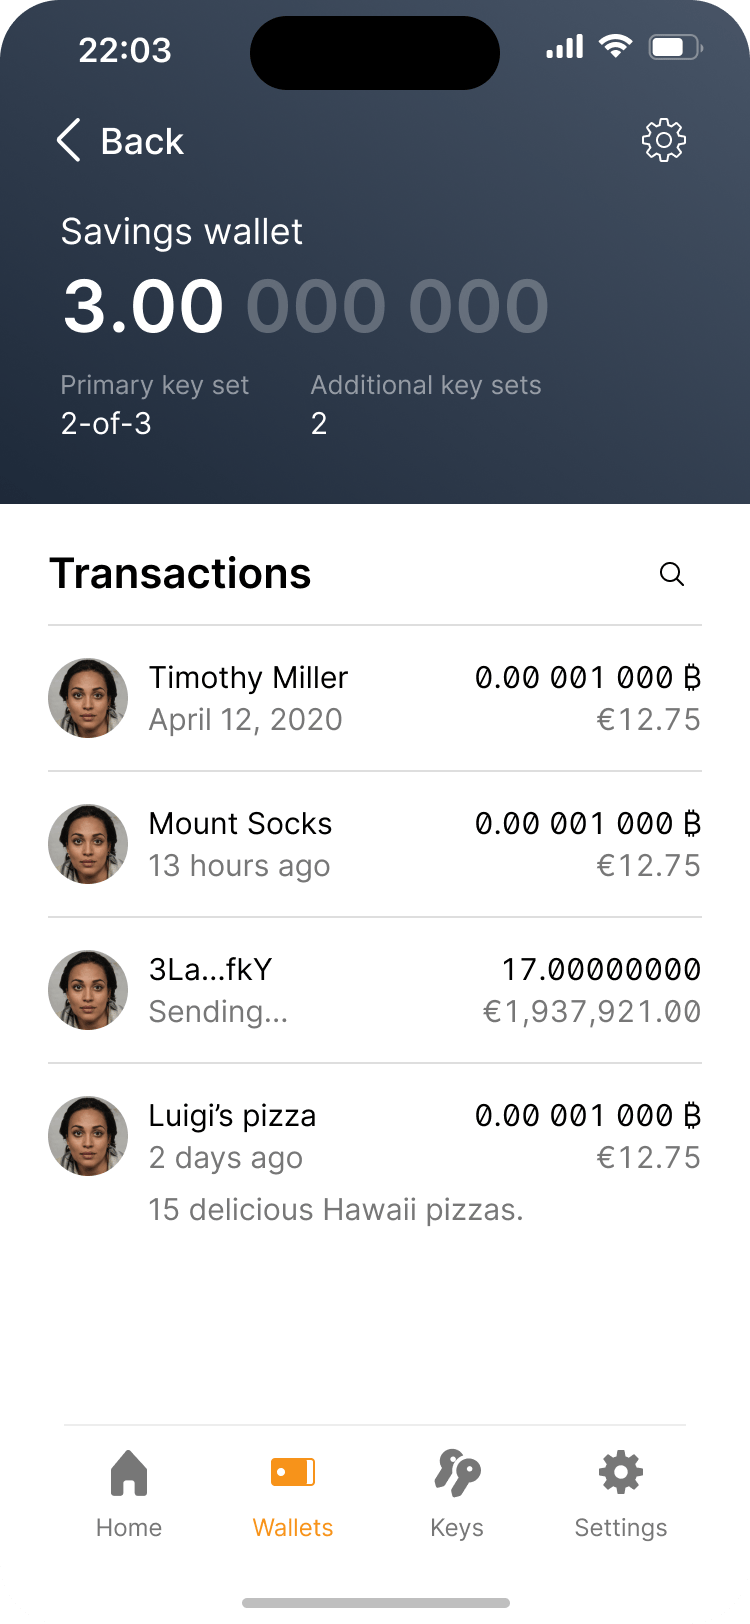 22:03
Back
Savings wallet
3.00 000 000
Primary key set Additional key sets
2-of-3 2
Transactions
Timothy Miller 0.00 001 000 ₿
April 12, 2020 €12.75
Mount Socks 0.00 001 000 ₿
13 hours ago €12.75
3La...fkY 17.00000000
Sending... €1,937,921.00
Luigi’s pizza 0.00 001 000 ₿
2 days ago €12.75
15 delicious Hawaii pizzas.
Home Wallets Keys Settings